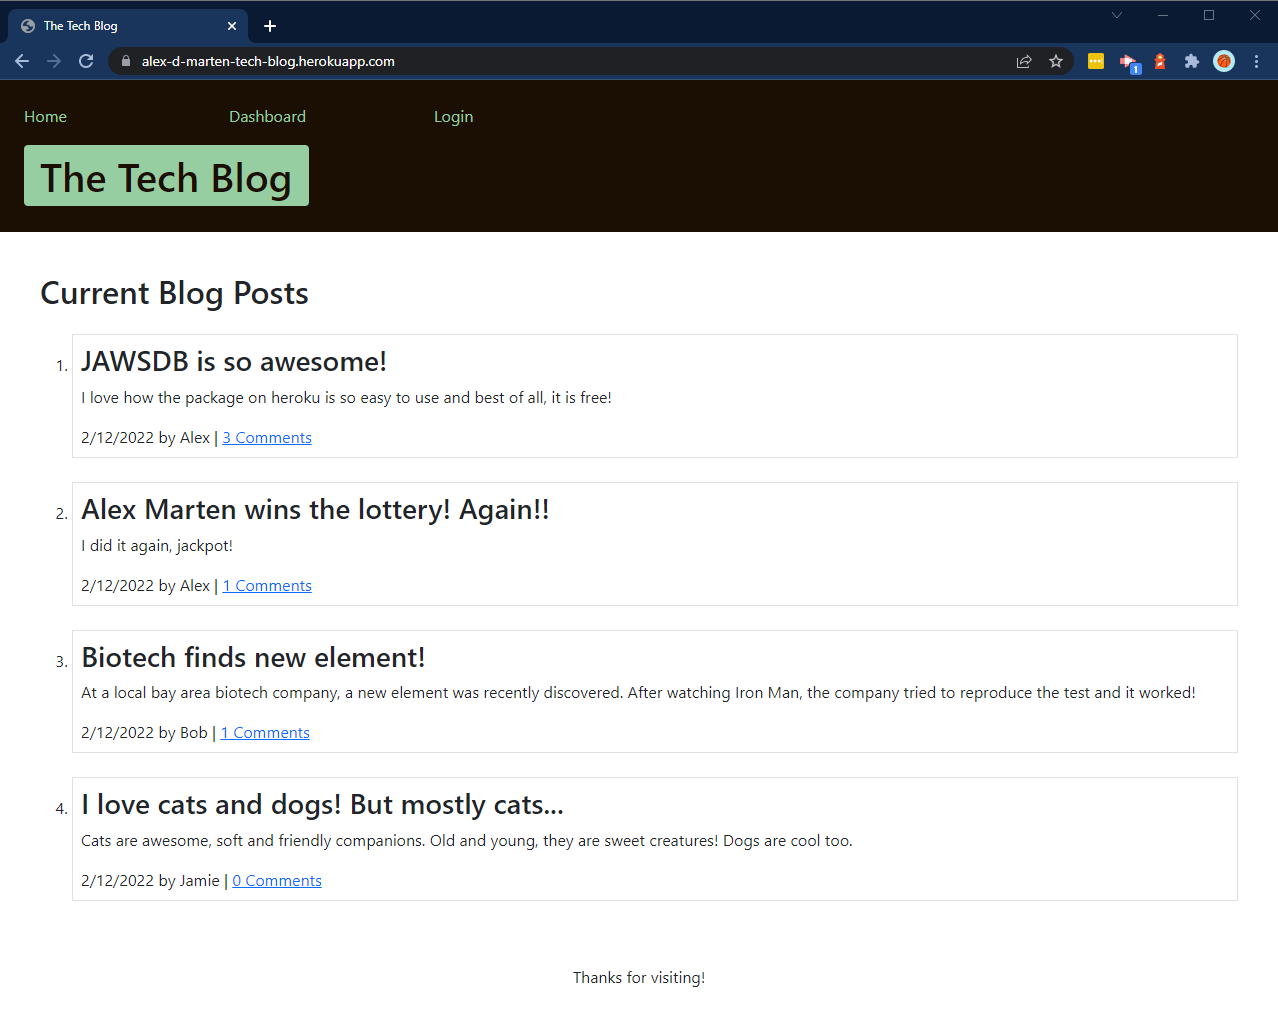 The Tech Blog
alex-d-marten-tech-blog.herokuapp.com
1
Home Dashboard Login
The Tech Blog
Current Blog Posts
1. JAWSDB is so awesome!
I love how the package on heroku is so easy to use and best of all, it is free!
2/12/2022 by Alex | 3 Comments
2. Alex Marten wins the lottery! Again!!
I did it again, jackpot!
2/12/2022 by Alex | 1 Comments
3. Biotech finds new element!
At a local bay area biotech company, a new element was recently discovered. After watching Iron Man, the company tried to reproduce the test and it worked!
2/12/2022 by Bob | 1 Comments
4. I love cats and dogs! But mostly cats...
Cats are awesome, soft and friendly companions. Old and young, they are sweet creatures! Dogs are cool too.
2/12/2022 by Jamie | 0 Comments
Thanks for visiting!